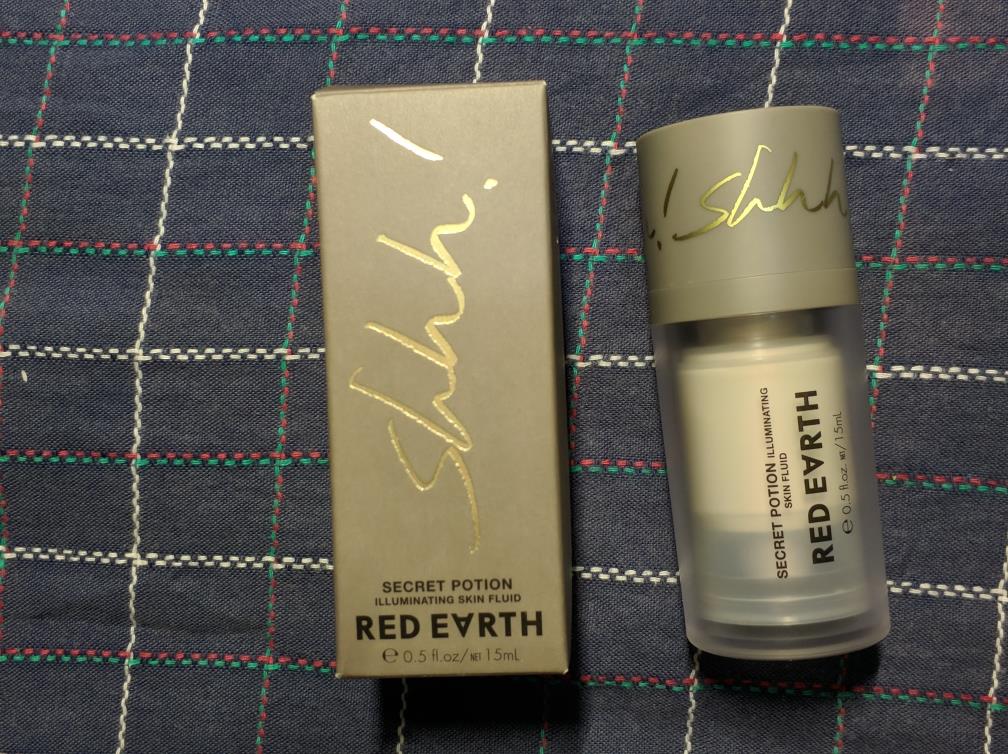 Shhh!
SECRET POTION
ILLUMINATING SKIN FLUID
RED EARTH
℮ 0.5 fl.oz/NET 15mL
! Shhh
SECRET POTION ILLUMINATING
SKIN FLUID
RED EARTH
℮ 0.5 fl.oz. NET/15mL